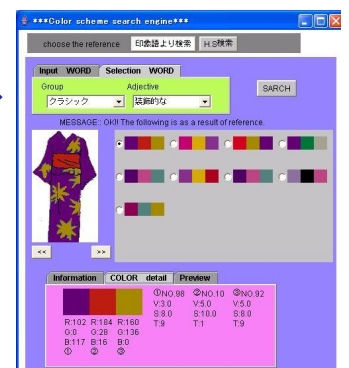 ***Color scheme search engine***
choose the reference 印象語より検索 H.S検索
Input WORD Selection WORD
Group Adjective
クラシック 装飾的な SARCH
MESSAGE:: OK!! The following is as a result of reference.
<< >>
Information COLOR detail Preview
①NO.98 ②NO.10 ③NO.92
V:3.0 V:5.0 V:5.0
S:8.0 S:10.0 S:8.0
T:9 T:1 T:9
R:102 R:184 R:160
G:0 G:28 G:136
B:117 B:16 B:0
① ② ③